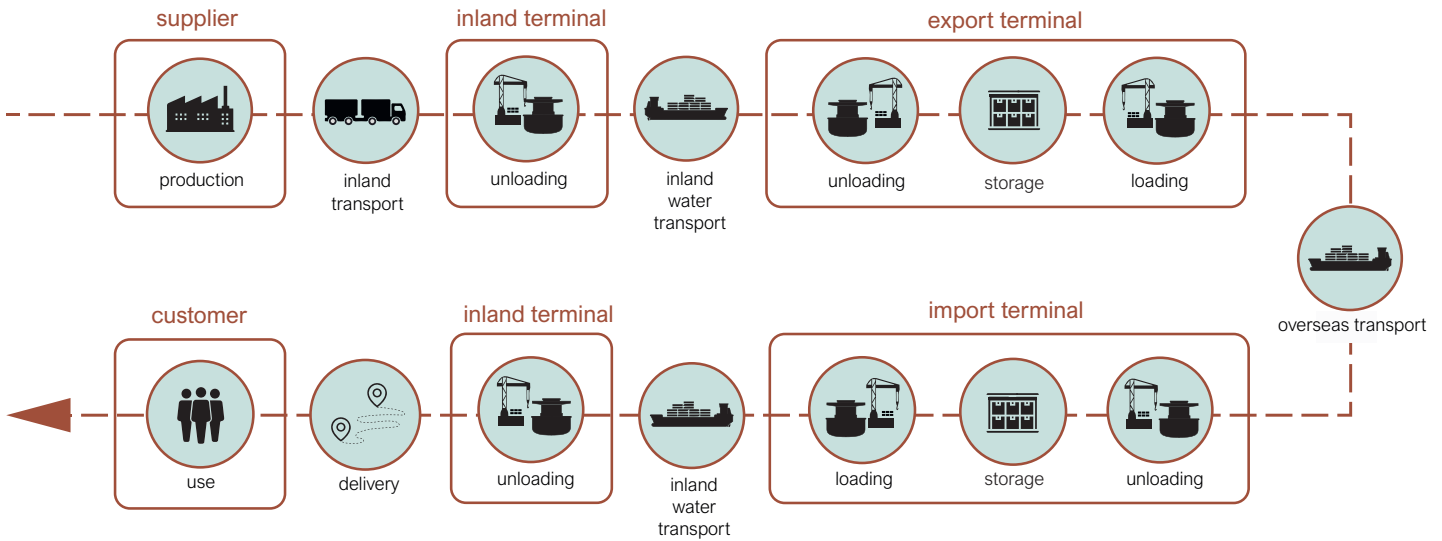 supplier
inland terminal
export terminal
production
inland
transport
unloading
inland
water
transport
unloading
storage
loading
overseas transport
customer
inland terminal
import terminal
use
delivery
unloading
inland
water
transport
loading
storage
unloading